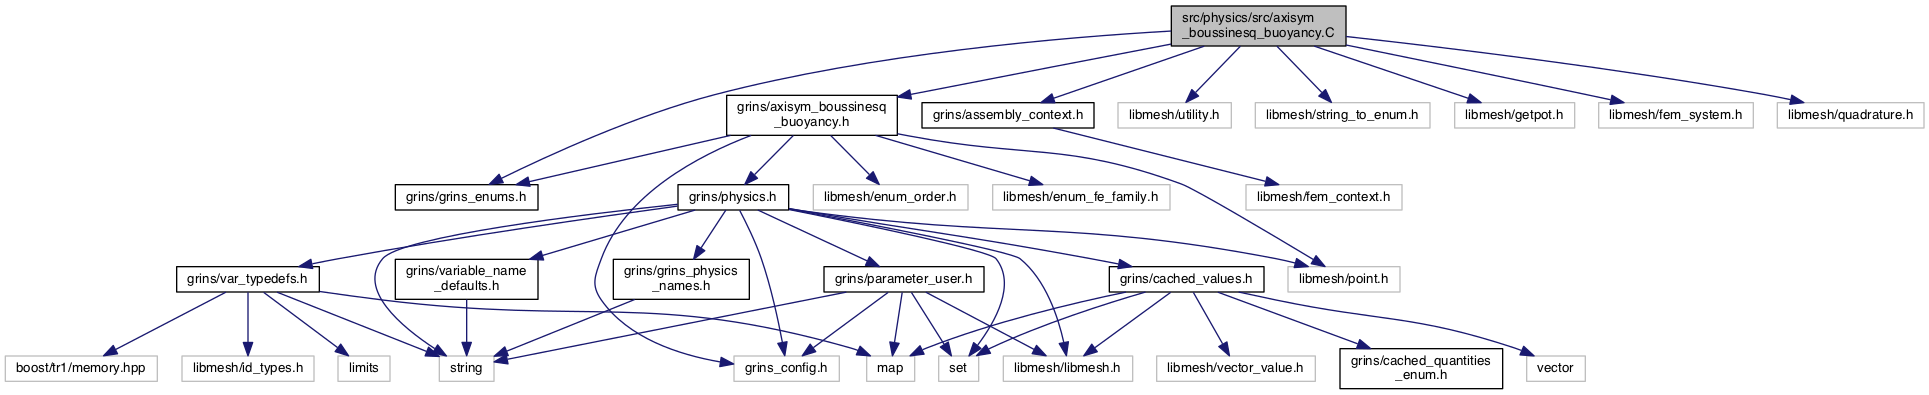 src/physics/src/axisym
_boussinesq_buoyancy.C
grins/axisym_boussinesq
_buoyancy.h
grins/assembly_context.h
libmesh/utility.h
libmesh/string_to_enum.h
libmesh/getpot.h
libmesh/fem_system.h
libmesh/quadrature.h
grins/grins_enums.h
grins/physics.h
libmesh/enum_order.h
libmesh/enum_fe_family.h
libmesh/fem_context.h
grins/var_typedefs.h
grins/variable_name
_defaults.h
grins/grins_physics
_names.h
grins/parameter_user.h
grins/cached_values.h
libmesh/point.h
boost/tr1/memory.hpp
libmesh/id_types.h
limits
string
grins_config.h
map
set
libmesh/libmesh.h
libmesh/vector_value.h
grins/cached_quantities
_enum.h
vector